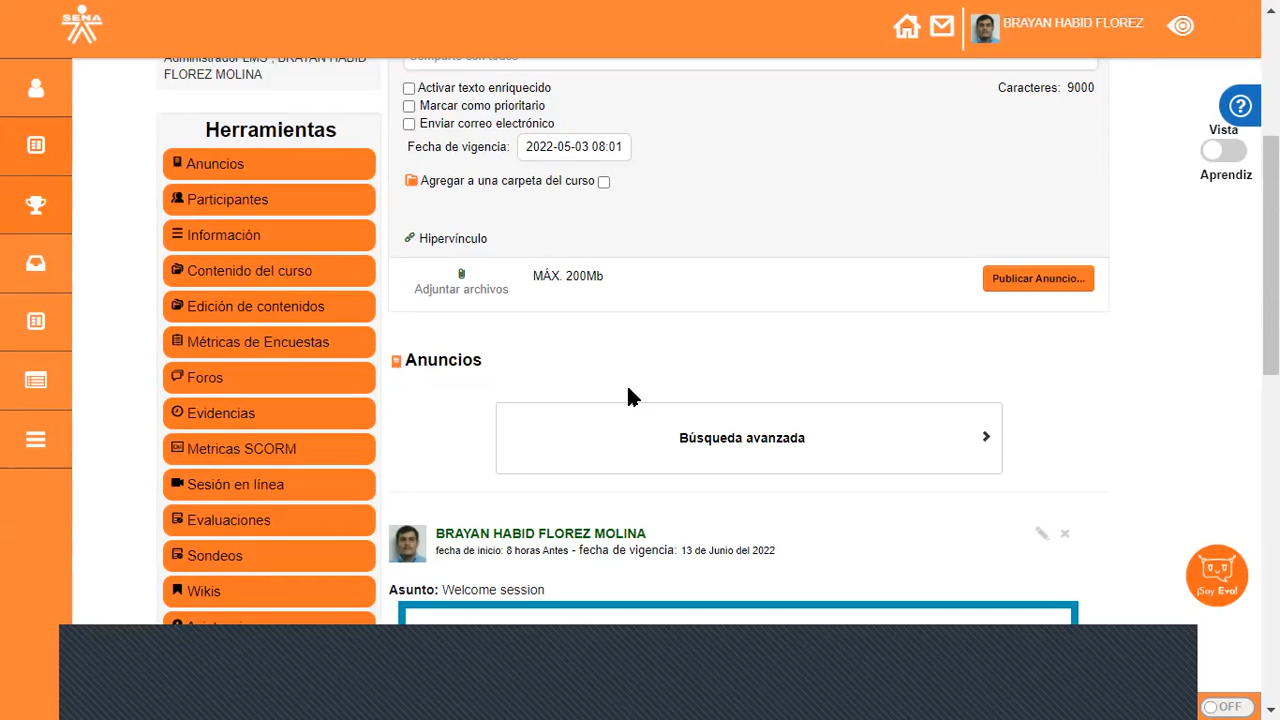 SENA
BRAYAN HABID FLOREZ
FLOREZ MOLINA
Herramientas
Anuncios
Participantes
Información
Contenido del curso
Edición de contenidos
Métricas de Encuestas
Foros
Evidencias
Metricas SCORM
Sesión en línea
Evaluaciones
Sondeos
Wikis
Activar texto enriquecido
Caracteres: 9000
Marcar como prioritario
Enviar correo electrónico
Fecha de vigencia: 2022-05-03 08:01
Agregar a una carpeta del curso
Hipervínculo
Adjuntar archivos
MÁX. 200Mb
Publicar Anuncio...
Anuncios
Búsqueda avanzada
BRAYAN HABID FLOREZ MOLINA
fecha de inicio: 8 horas Antes - fecha de vigencia: 13 de Junio del 2022
Asunto: Welcome session
Vista
Aprendiz
¡Soy Eva!
OFF